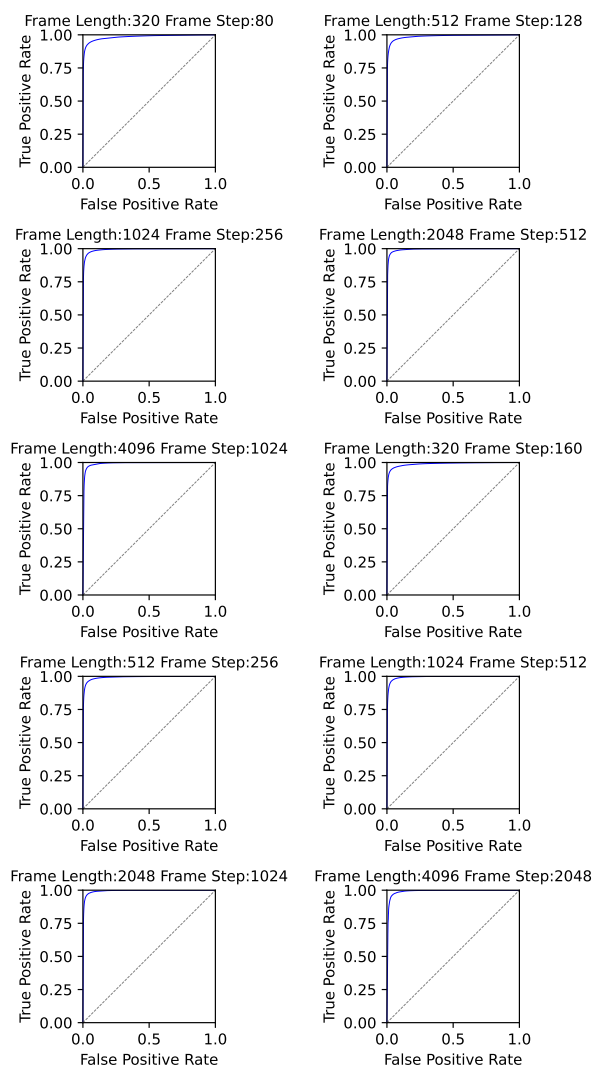 Frame Length:320 Frame Step:80
True Positive Rate
1.00
0.75
0.50
0.25
0.00
0.0 0.5 1.0
False Positive Rate
Frame Length:512 Frame Step:128
True Positive Rate
1.00
0.75
0.50
0.25
0.00
0.0 0.5 1.0
False Positive Rate
Frame Length:1024 Frame Step:256
True Positive Rate
1.00
0.75
0.50
0.25
0.00
0.0 0.5 1.0
False Positive Rate
Frame Length:2048 Frame Step:512
True Positive Rate
1.00
0.75
0.50
0.25
0.00
0.0 0.5 1.0
False Positive Rate
Frame Length:4096 Frame Step:1024
True Positive Rate
1.00
0.75
0.50
0.25
0.00
0.0 0.5 1.0
False Positive Rate
Frame Length:320 Frame Step:160
True Positive Rate
1.00
0.75
0.50
0.25
0.00
0.0 0.5 1.0
False Positive Rate
Frame Length:512 Frame Step:256
True Positive Rate
1.00
0.75
0.50
0.25
0.00
0.0 0.5 1.0
False Positive Rate
Frame Length:1024 Frame Step:512
True Positive Rate
1.00
0.75
0.50
0.25
0.00
0.0 0.5 1.0
False Positive Rate
Frame Length:2048 Frame Step:1024
True Positive Rate
1.00
0.75
0.50
0.25
0.00
0.0 0.5 1.0
False Positive Rate
Frame Length:4096 Frame Step:2048
True Positive Rate
1.00
0.75
0.50
0.25
0.00
0.0 0.5 1.0
False Positive Rate